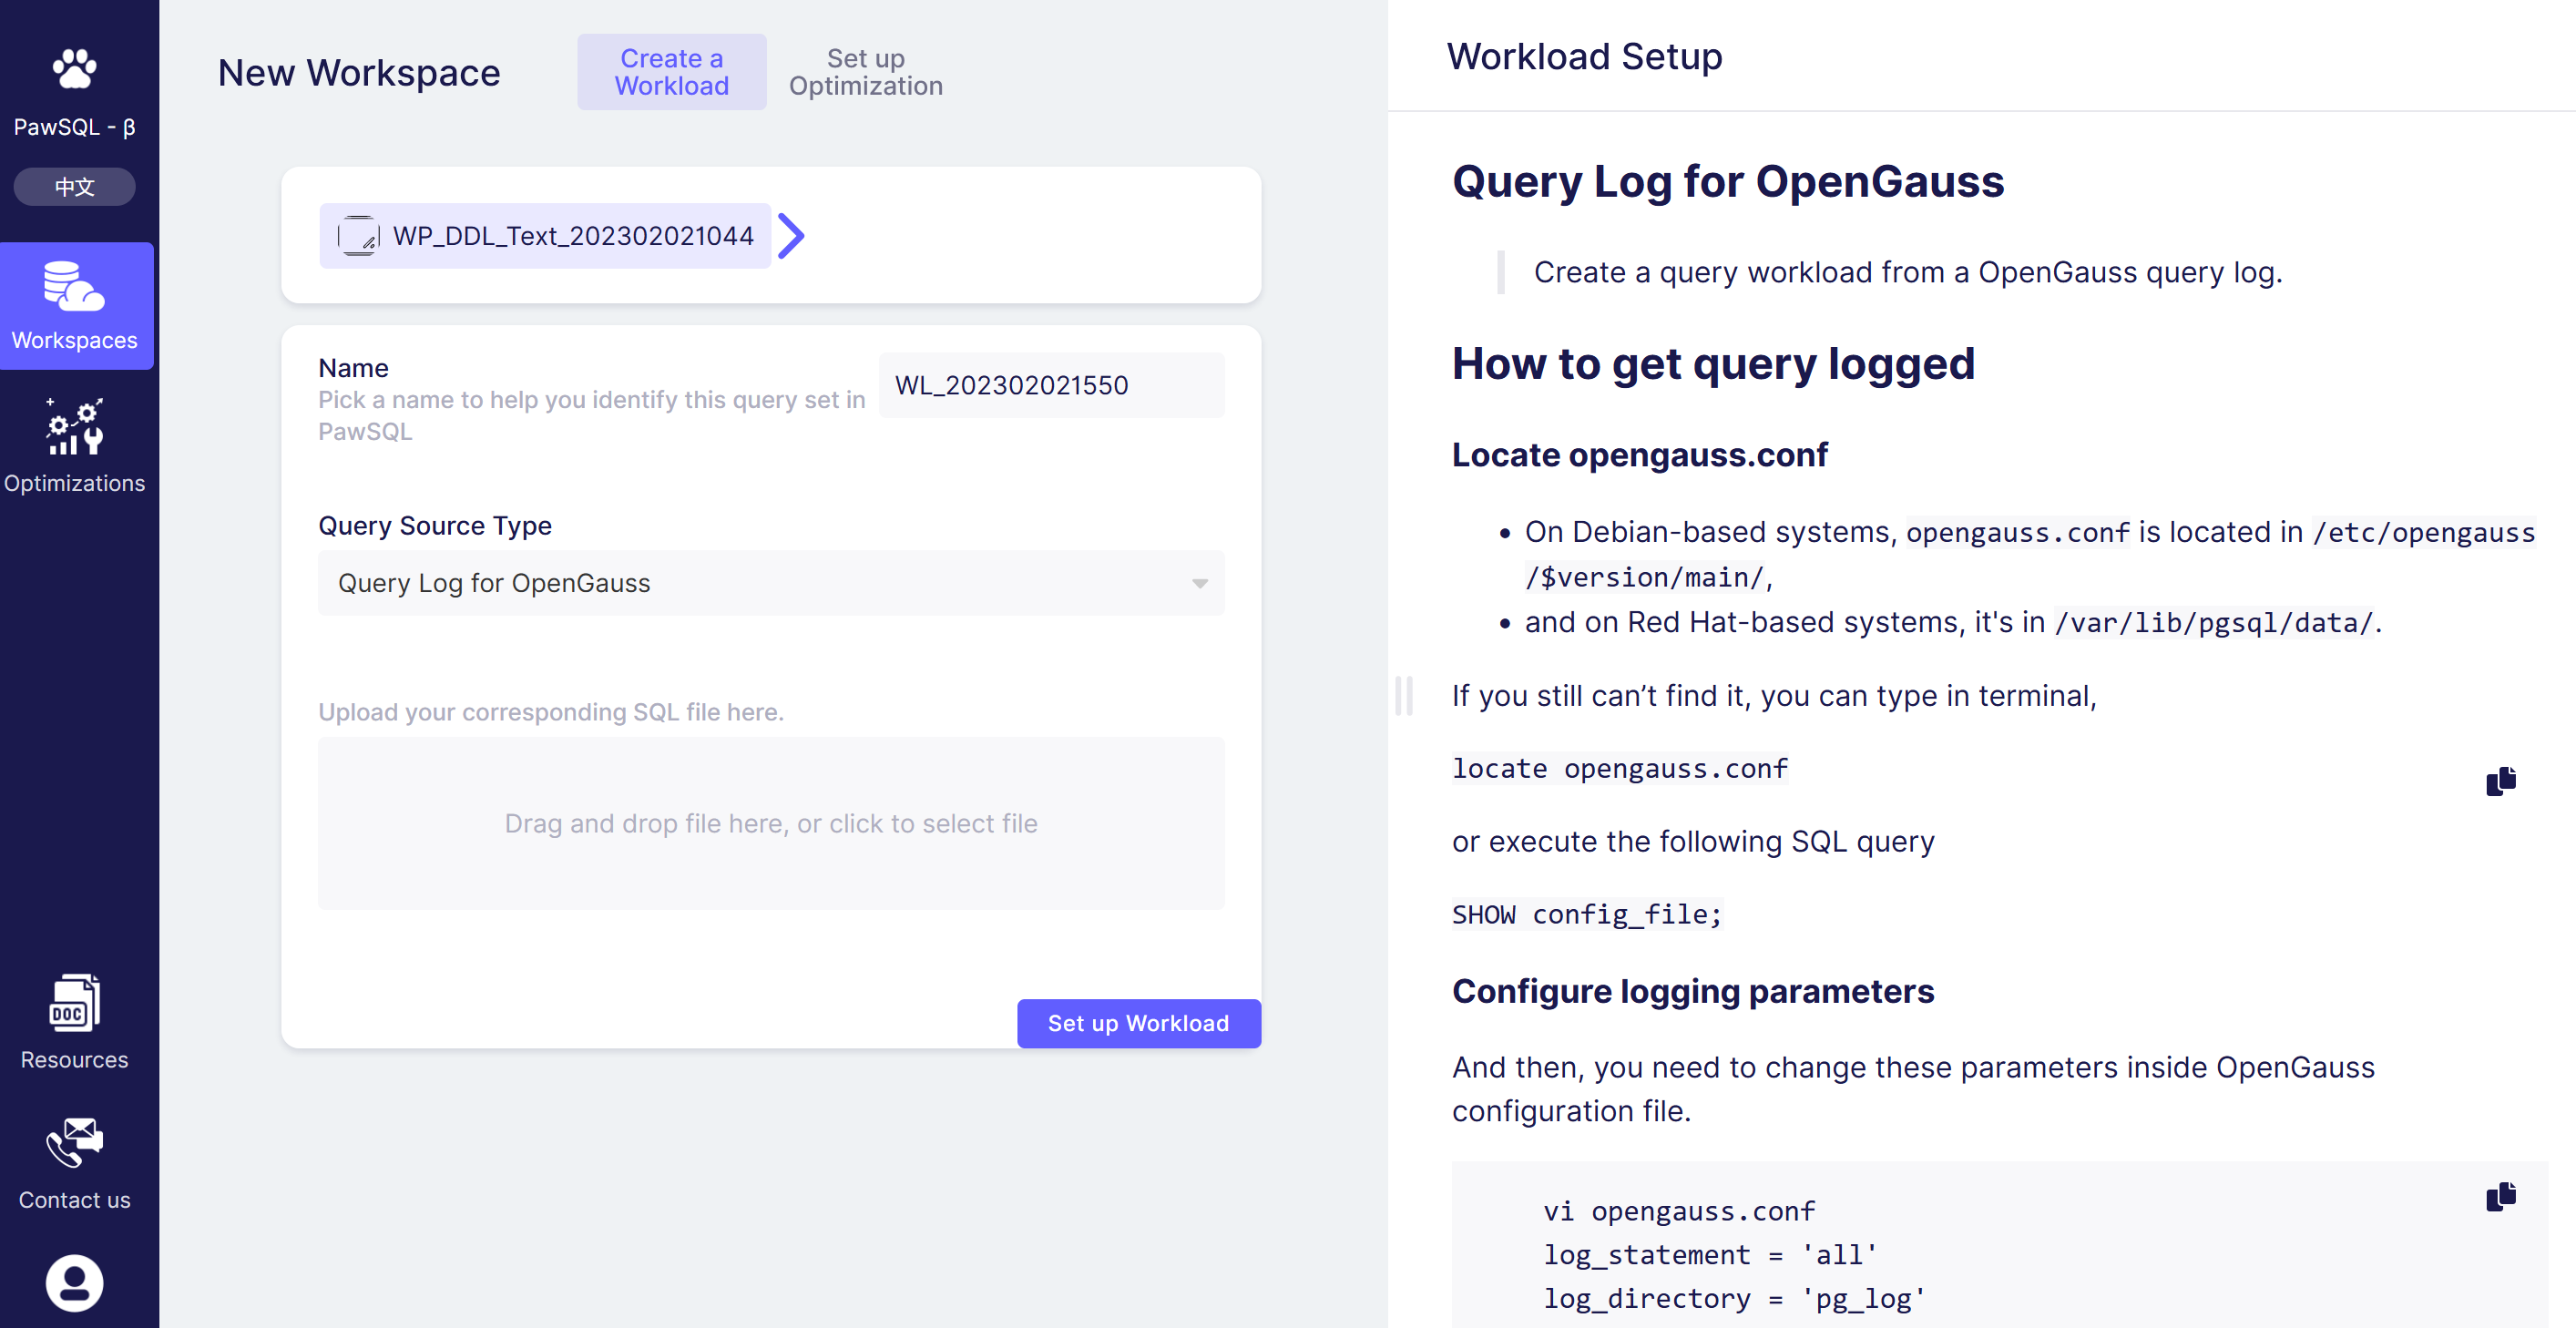 PawSQL - β
中文
Workspaces
Optimizations
DOC
Resources
Contact us
New Workspace
Create a
Workload
Set up
Optimization
WP_DDL_Text_202302021044
Name
Pick a name to help you identify this query set in
PawSQL
WL_202302021550
Query Source Type
Query Log for OpenGauss
Upload your corresponding SQL file here.
Drag and drop file here, or click to select file
Set up Workload
Workload Setup
Query Log for OpenGauss
Create a query workload from a OpenGauss query log.
How to get query logged
Locate opengauss.conf
• On Debian-based systems, opengauss.conf is located in /etc/opengauss
/$version/main/,
• and on Red Hat-based systems, it's in /var/lib/pgsql/data/.
If you still can’t find it, you can type in terminal,
locate opengauss.conf
or execute the following SQL query
SHOW config_file;
Configure logging parameters
And then, you need to change these parameters inside OpenGauss
configuration file.
vi opengauss.conf
log_statement = 'all'
log_directory = 'pg_log'